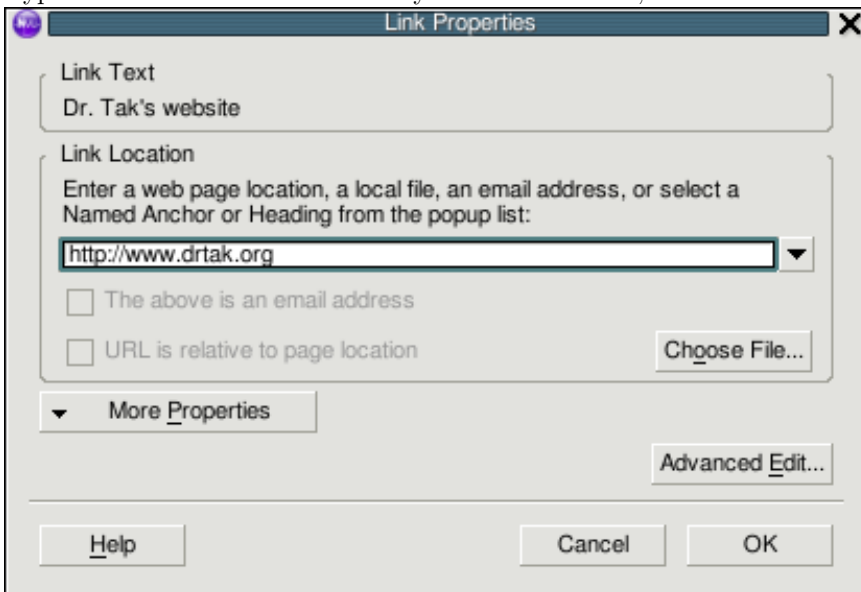 Link Properties
Link Text
Dr. Tak's website
Link Location
Enter a web page location, a local file, an email address, or select a
Named Anchor or Heading from the popup list:
http://www.drtak.org
The above is an email address
URL is relative to page location
Choose File...
More Properties
Advanced Edit...
Help
Cancel
OK